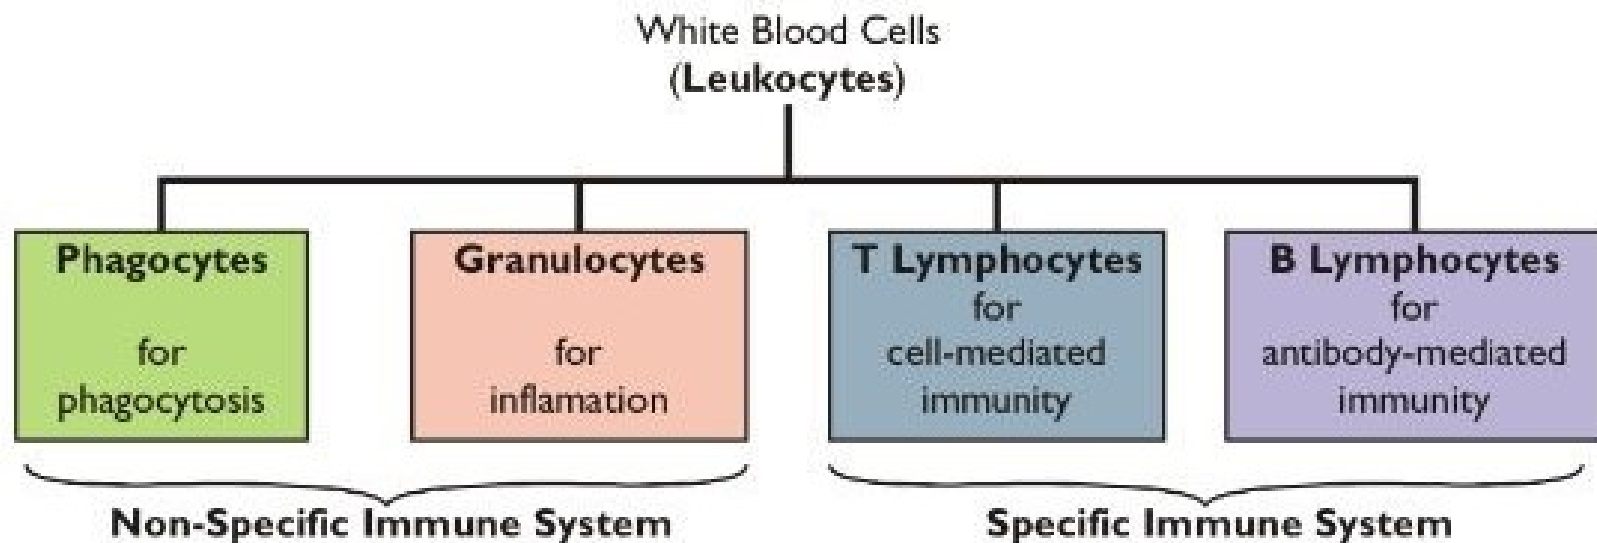 White Blood Cells
(Leukocytes)
Phagocytes
for
phagocytosis
Granulocytes
for
inflamation
T Lymphocytes
for
cell-mediated
immunity
B Lymphocytes
for
antibody-mediated
immunity
Non-Specific Immune System
Specific Immune System